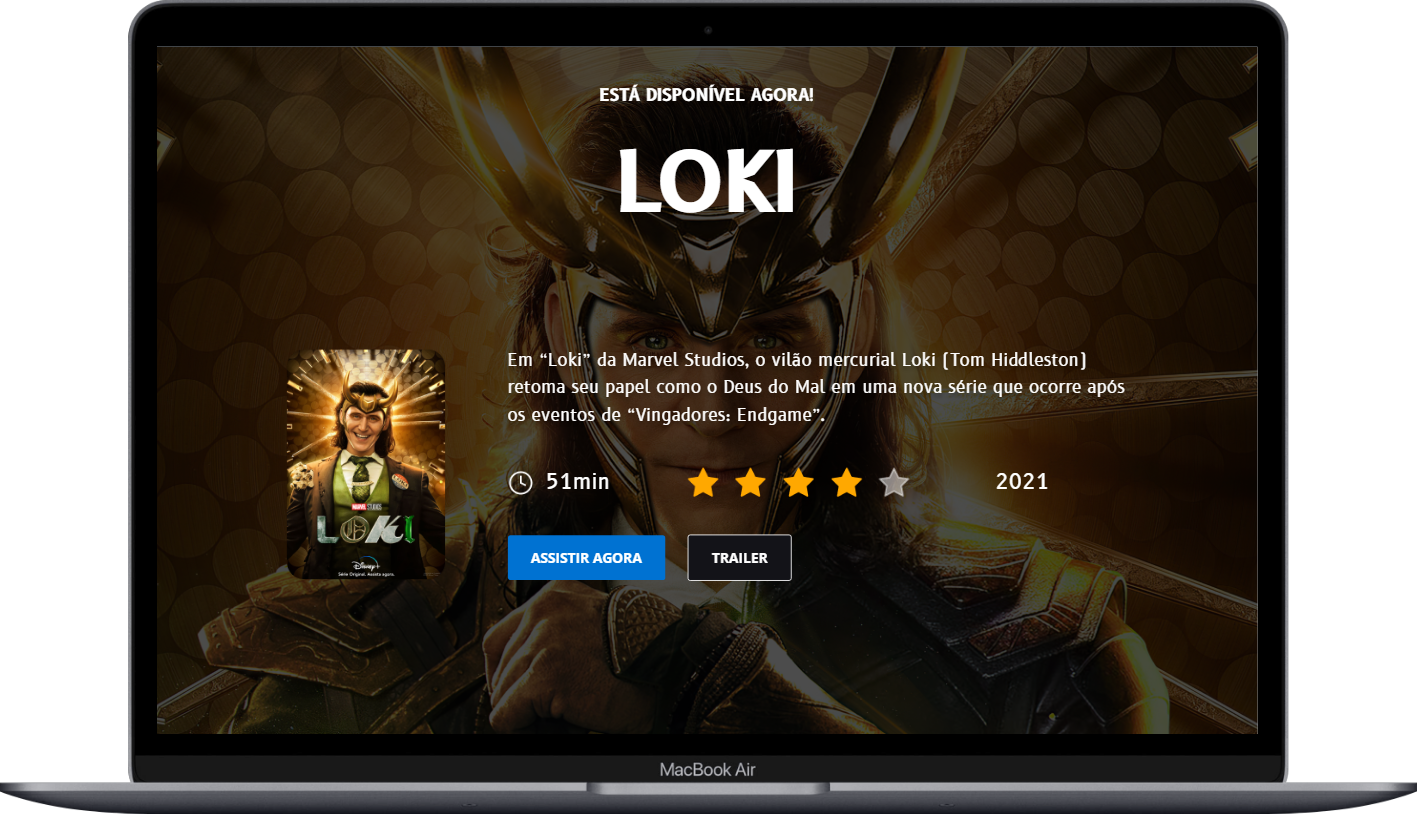 ESTÁ DISPONÍVEL AGORA!
LOKI
Em “Loki” da Marvel Studios, o vilão mercurial Loki (Tom Hiddleston)
retoma seu papel como o Deus do Mal em uma nova série que ocorre após
os eventos de “Vingadores: Endgame”.
MARVEL STUDIOS
LOKI
Disney+
Série Original. Assista agora.
51min
2021
ASSISTIR AGORA
TRAILER
MacBook Air